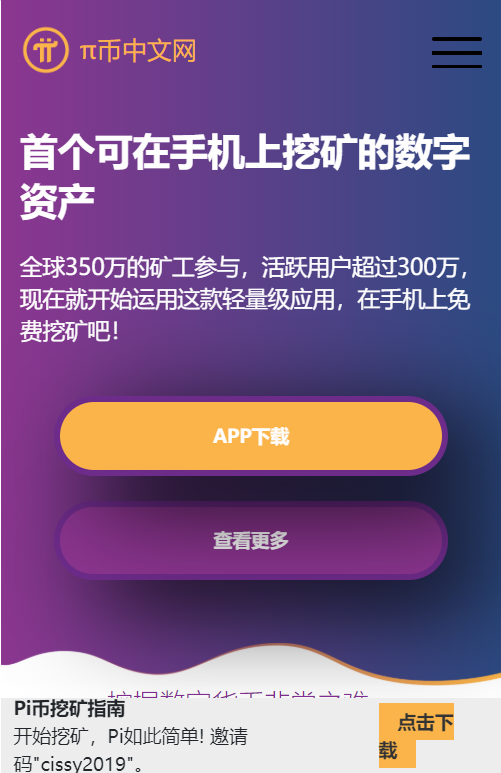 π币中文网
首个可在手机上挖矿的数字
资产
全球350万的矿工参与，活跃用户超过300万，
现在就开始运用这款轻量级应用，在手机上免
费挖矿吧！
APP下载
查看更多
Pi币挖矿指南
开始挖矿，Pi如此简单! 邀请
码"cissy2019"。
点击下
载